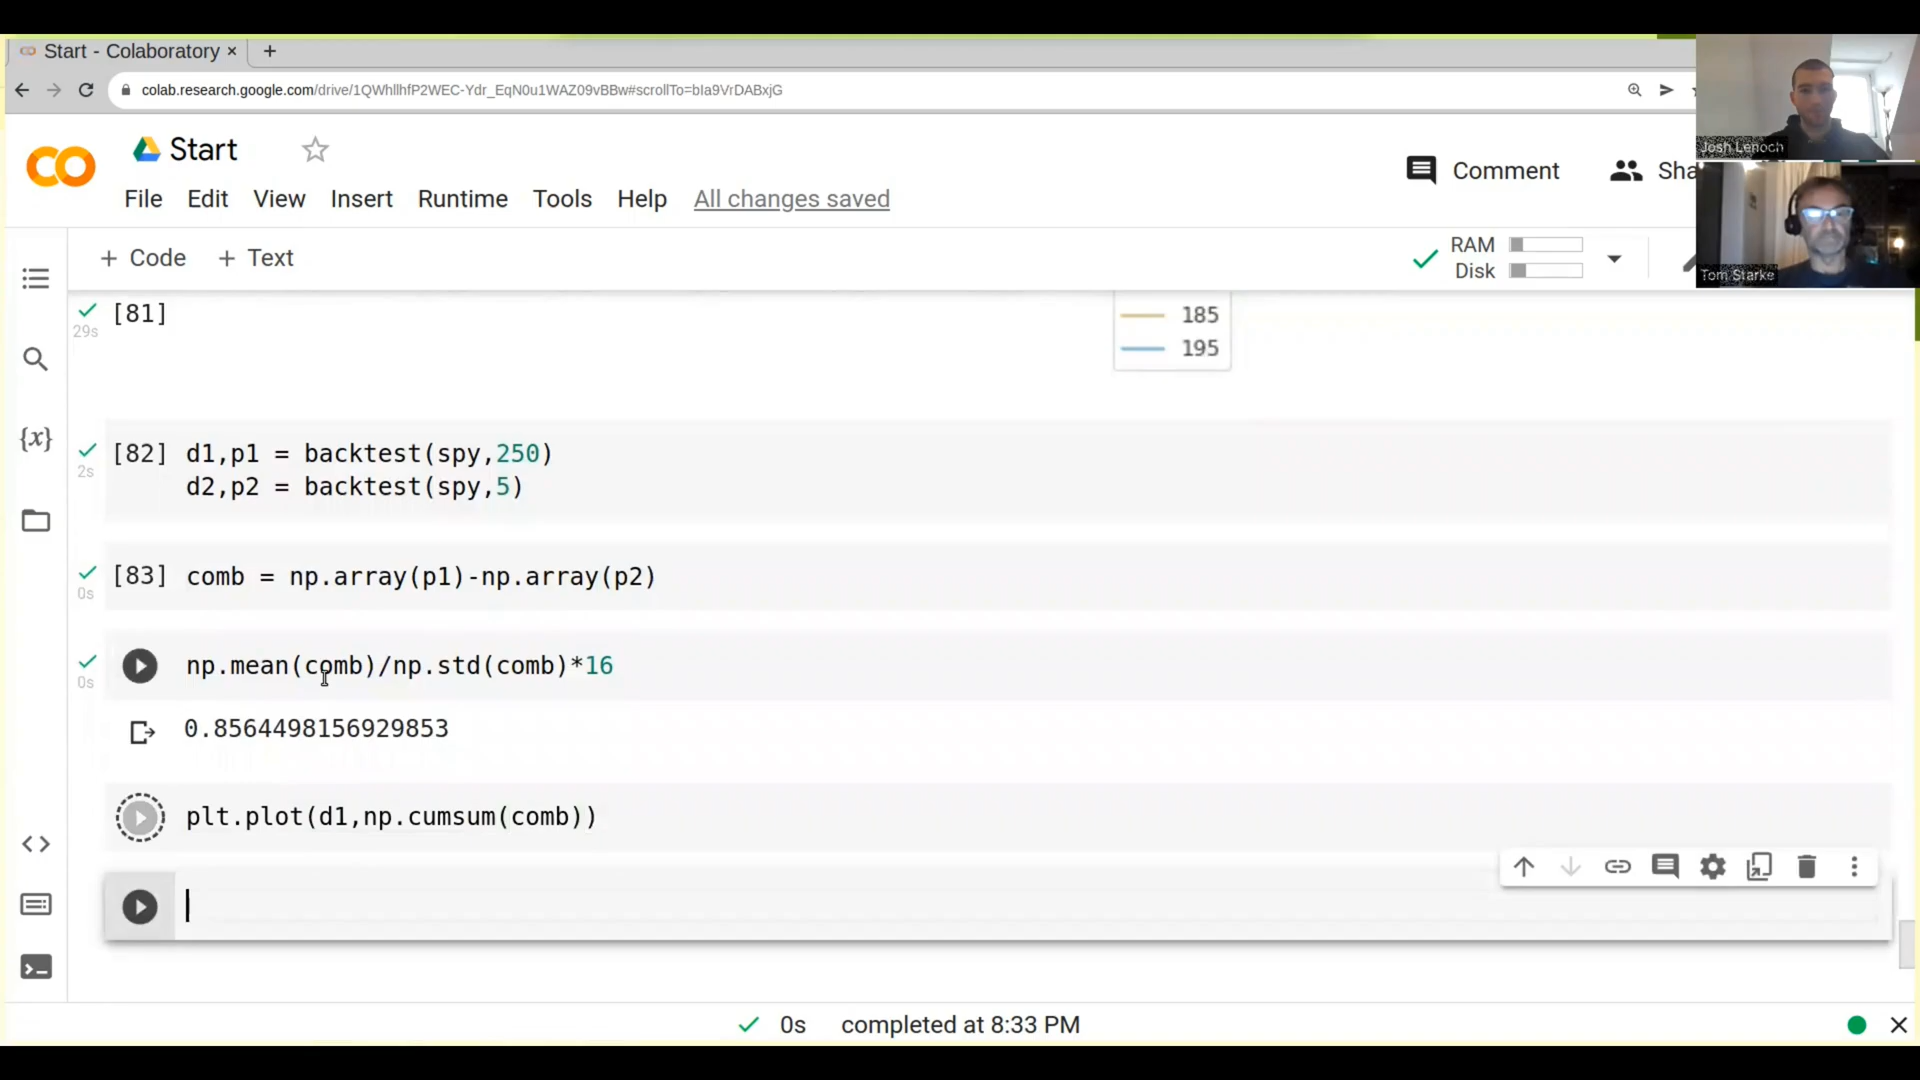 Start - Colaboratory
colab.research.google.com/drive/1QWhllhfP2WEC-Ydr_EqN0u1WAZ09vBBw#scrollTo=bIa9VrDABxjG
Start
File Edit View Insert Runtime Tools Help All changes saved
Comment
Sha
Josh Lenoch
Tom Starke
+ Code + Text
RAM
Disk
[81]
29s
185
195
[82] d1,p1 = backtest(spy,250)
2s
d2,p2 = backtest(spy,5)
[83] comb = np.array(p1)-np.array(p2)
0s
np.mean(comb)/np.std(comb)*16
0s
0.8564498156929853
plt.plot(d1,np.cumsum(comb))
0s completed at 8:33 PM